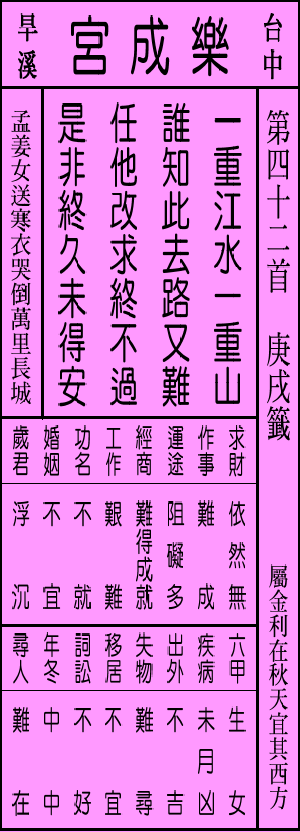 台中
樂成宮
旱溪
第四十二首 庚戌籤 屬金利在秋天宜其西方
一重江水一重山
誰知此去路又難
任他改求終不過
是非終久未得安
孟姜女送寒衣哭倒萬里長城
求財 依然無
作事 難成
運途 阻礙多
經商 難得成就
工作 艱難
功名 不就
婚姻 不宜
歲君 浮沉
六甲 生女
疾病 未月凶
出外 不吉
失物 難尋
移居 不宜
詞訟 不好
年冬 中中
尋人 難在